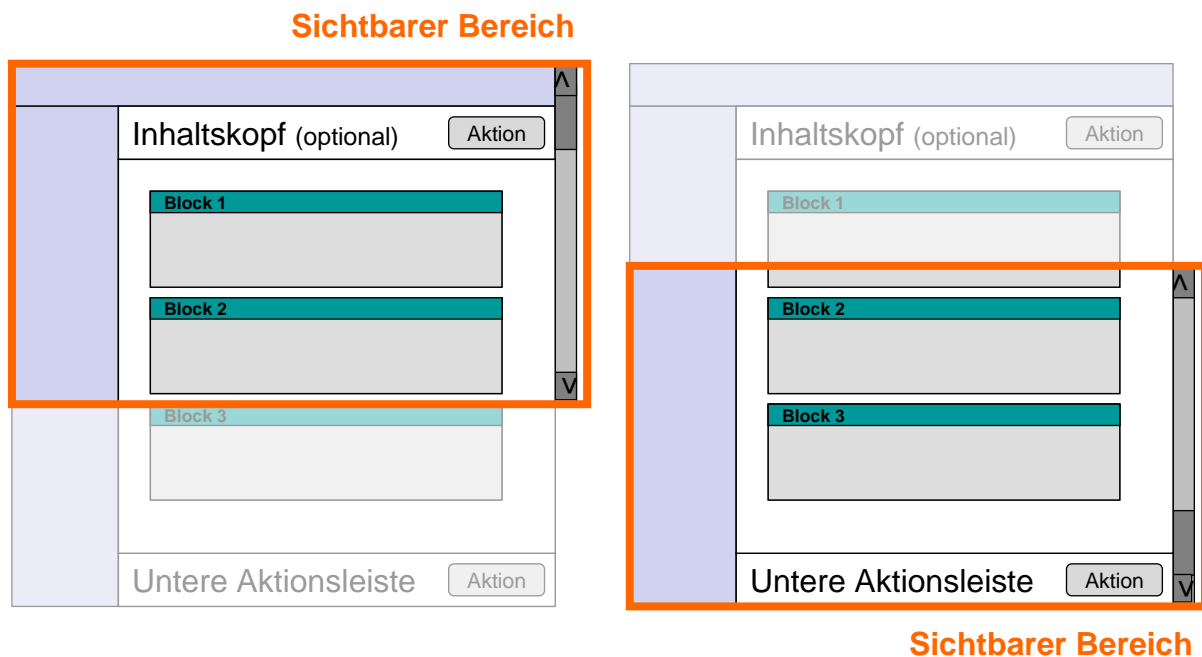 Sichtbarer Bereich
Inhaltskopf (optional) Aktion
Block 1
Block 2
Block 3
Untere Aktionsleiste Aktion
Inhaltskopf (optional) Aktion
Block 1
Block 2
Block 3
Untere Aktionsleiste Aktion
Sichtbarer Bereich